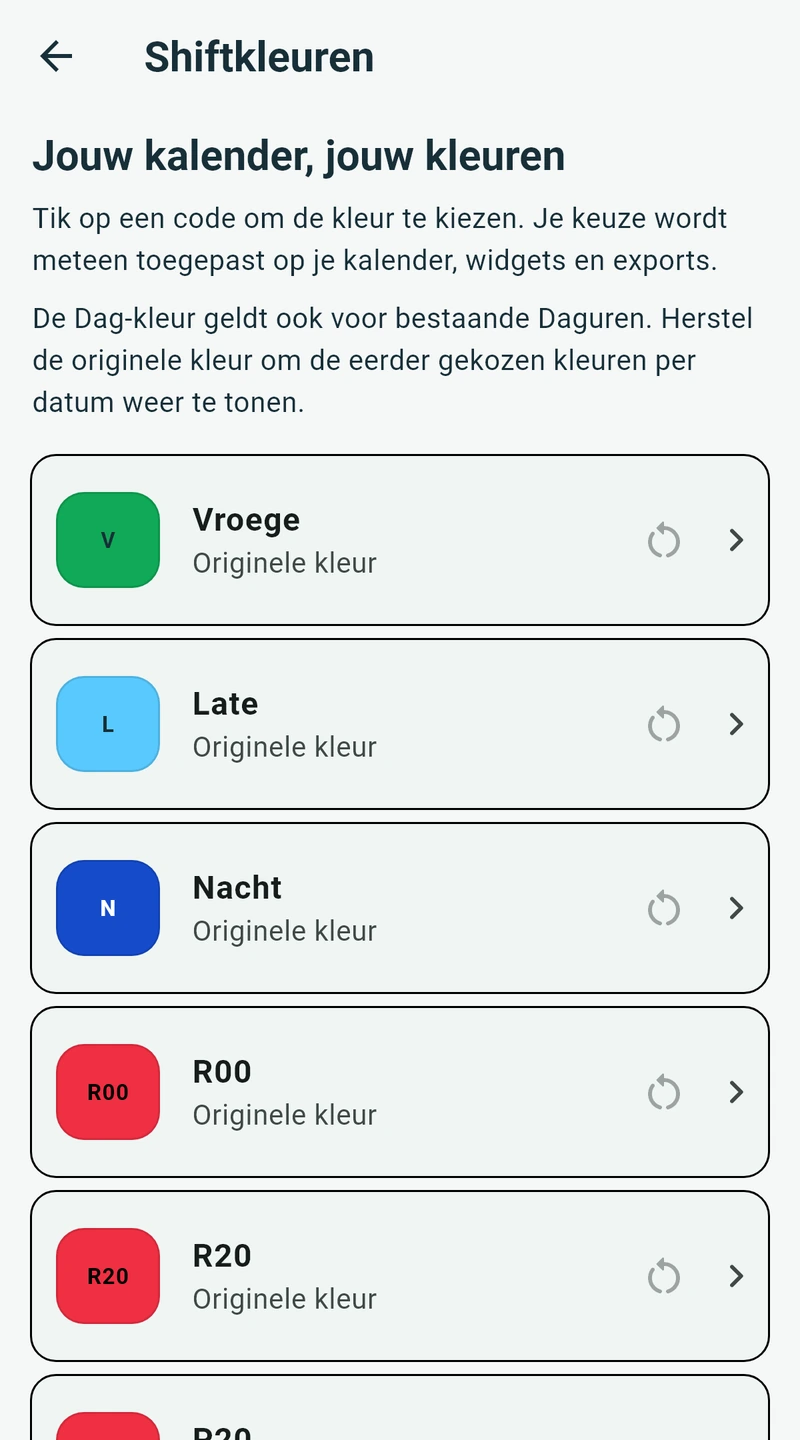 Shiftkleuren
Jouw kalender, jouw kleuren
Tik op een code om de kleur te kiezen. Je keuze wordt
meteen toegepast op je kalender, widgets en exports.
De Dag-kleur geldt ook voor bestaande Daguren. Herstel
de originele kleur om de eerder gekozen kleuren per
datum weer te tonen.
V
Vroege
Originele kleur
L
Late
Originele kleur
N
Nacht
Originele kleur
R00
R00
Originele kleur
R20
R20
Originele kleur